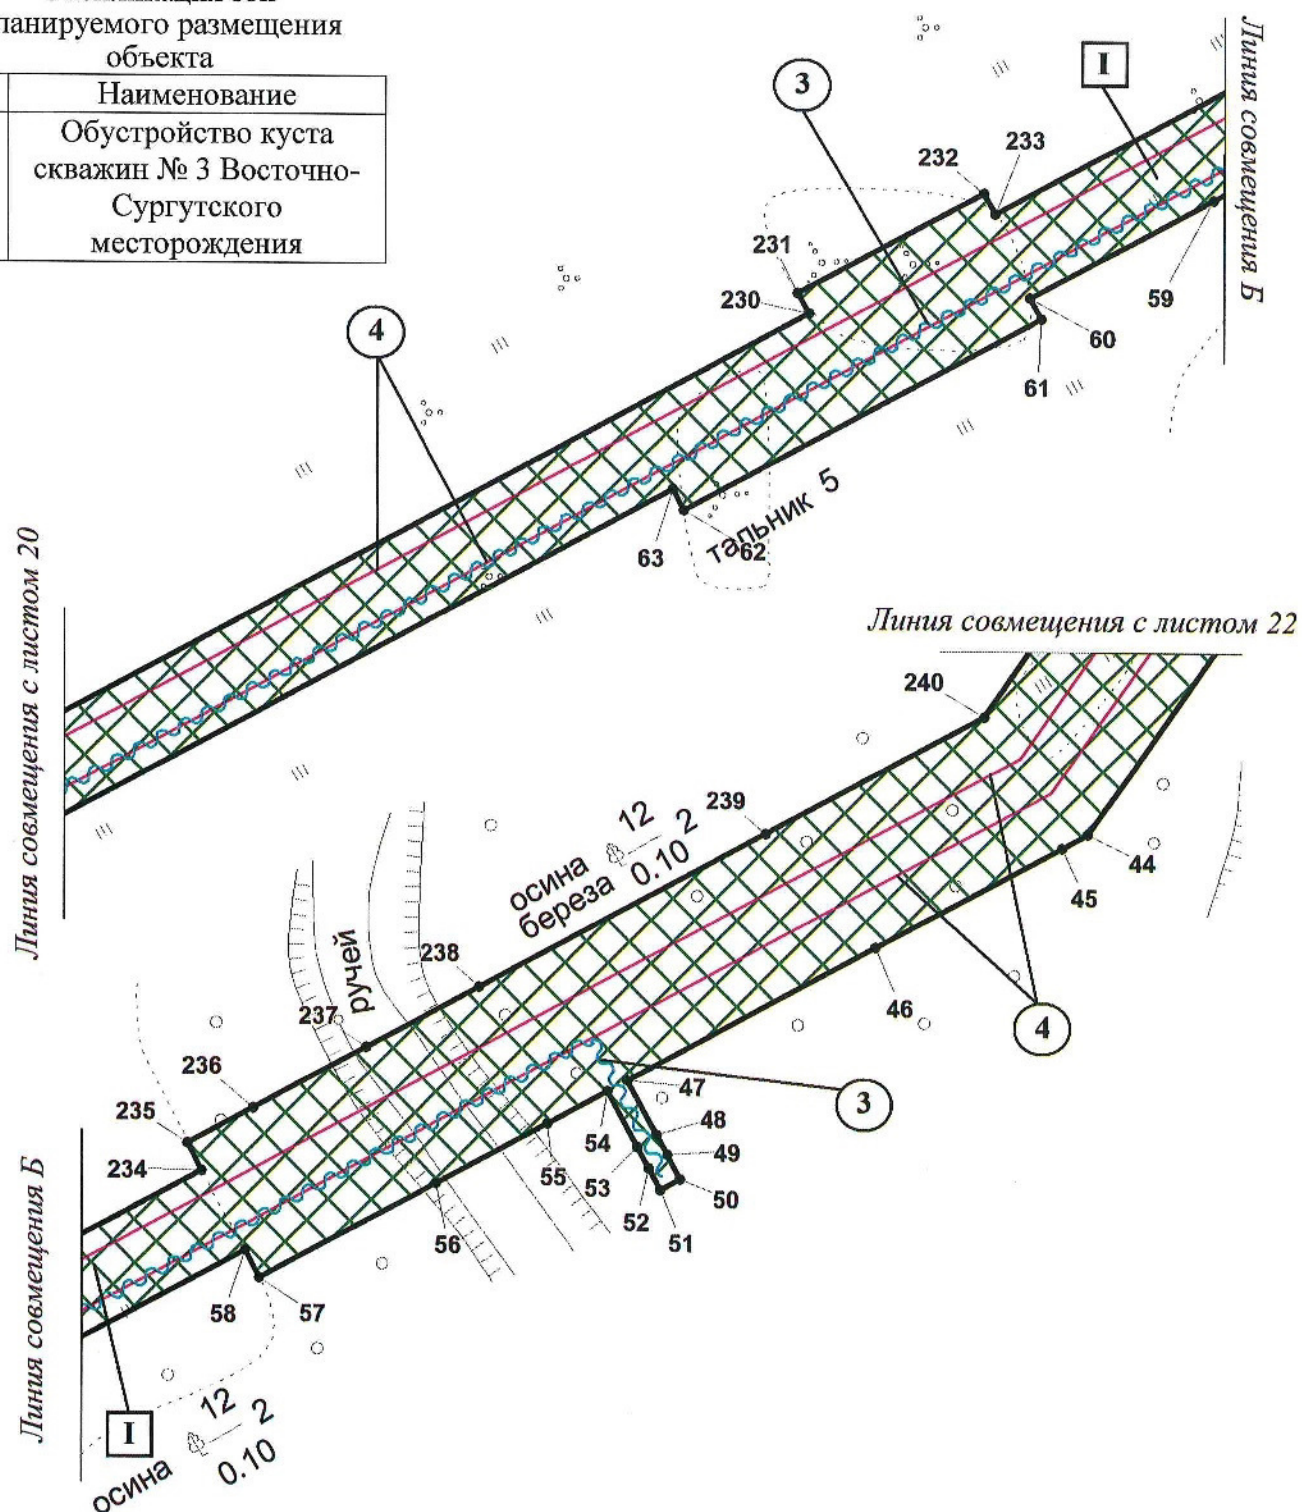 ланируемого размещения
объекта
Наименование
Обустройство куста
скважин № 3 Восточно-
Сургутского
месторождения
I
3
4
232
233
231
230
59
60
61
62
63
тальник 5
Линия совмещения Б
Линия совмещения с листом 20
Линия совмещения с листом 22
240
239
238
237
236
235
234
осина
береза
12
0.10
2
ручей
44
45
46
47
48
49
50
51
52
53
54
55
56
57
58
4
3
Линия совмещения Б
I
осина
12
0.10
2